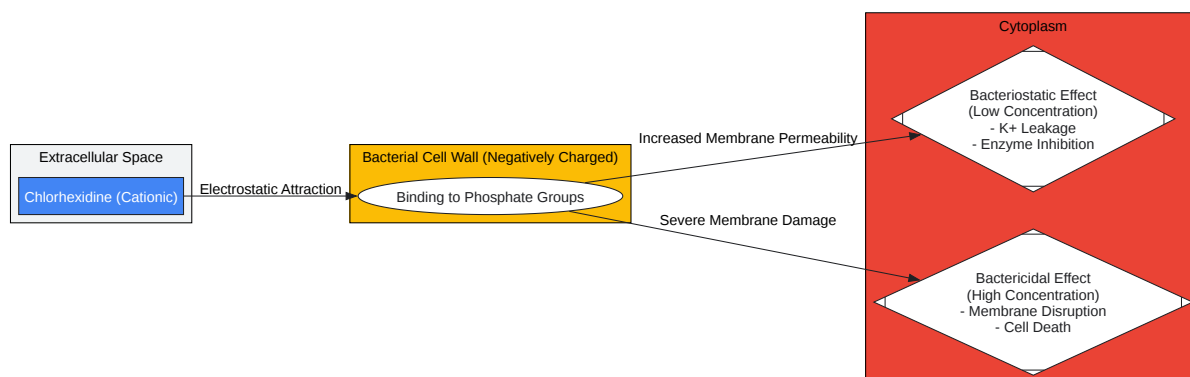 Extracellular Space
Chlorhexidine (Cationic)
Electrostatic Attraction
Bacterial Cell Wall (Negatively Charged)
Binding to Phosphate Groups
Increased Membrane Permeability
Severe Membrane Damage
Cytoplasm
Bacteriostatic Effect
(Low Concentration)
- K+ Leakage
- Enzyme Inhibition
Bactericidal Effect
(High Concentration)
- Membrane Disruption
- Cell Death